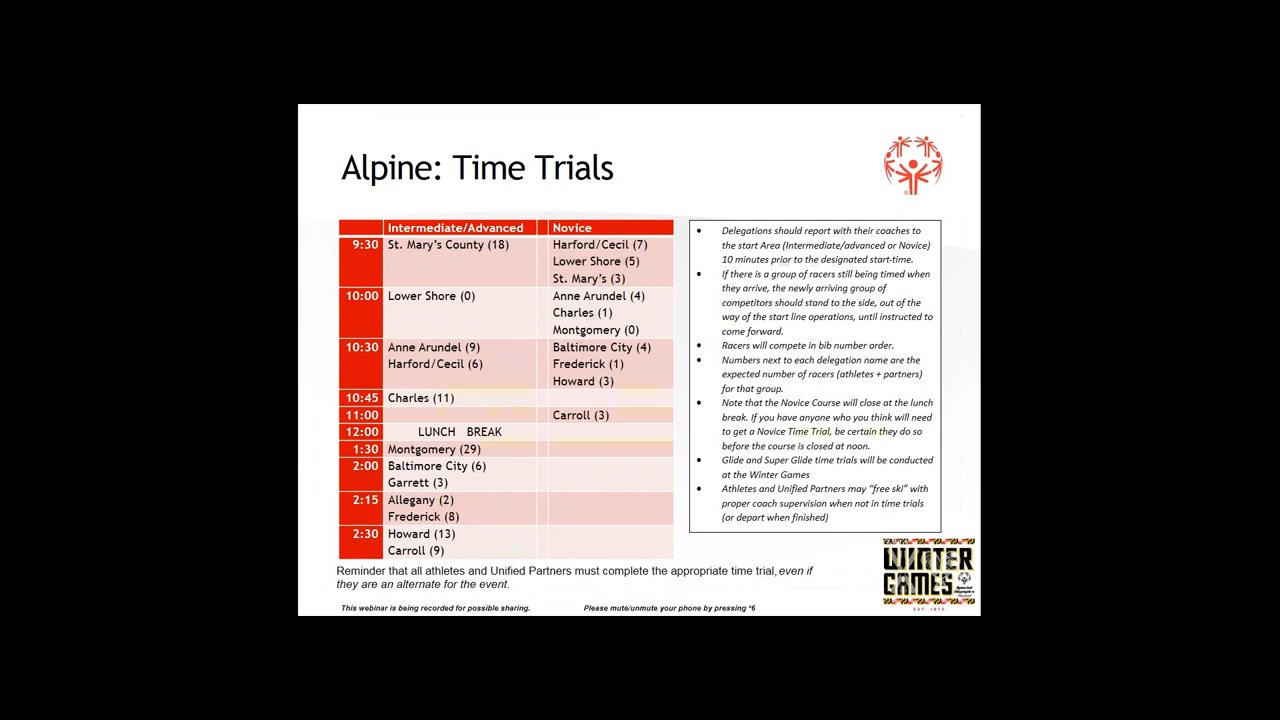 Alpine: Time Trials
Intermediate/Advanced Novice
9:30 St. Mary's County (18) Harford/Cecil (7)
Lower Shore (5)
St. Mary's (3)
10:00 Lower Shore (0) Anne Arundel (4)
Charles (1)
Montgomery (0)
10:30 Anne Arundel (9) Baltimore City (4)
Harford/Cecil (6) Frederick (1)
Howard (3)
10:45 Charles (11)
11:00 Carroll (3)
12:00 LUNCH BREAK
1:30 Montgomery (29)
2:00 Baltimore City (6)
Garrett (3)
2:15 Allegany (2)
Frederick (8)
2:30 Howard (13)
Carroll (9)
• Delegations should report with their coaches to
the start Area (Intermediate/advanced or Novice)
10 minutes prior to the designated start-time.
• If there is a group of racers still being timed when
they arrive, the newly arriving group of
competitors should stand to the side, out of the
way of the start line operations, until instructed to
come forward.
• Racers will compete in bib number order.
• Numbers next to each delegation name are the
expected number of racers (athletes + partners)
for that group.
• Note that the Novice Course will close at the lunch
break. If you have anyone who you think will need
to get a Novice Time Trial, be certain they do so
before the course is closed at noon.
• Glide and Super Glide time trials will be conducted
at the Winter Games
• Athletes and Unified Partners may "free ski" with
proper coach supervision when not in time trials
(or depart when finished)
Reminder that all athletes and Unified Partners must complete the appropriate time trial, even if
they are an alternate for the event.
WINTER
GAMES
EST. 1970
This webinar is being recorded for possible sharing. Please mute/unmute your phone by pressing *6